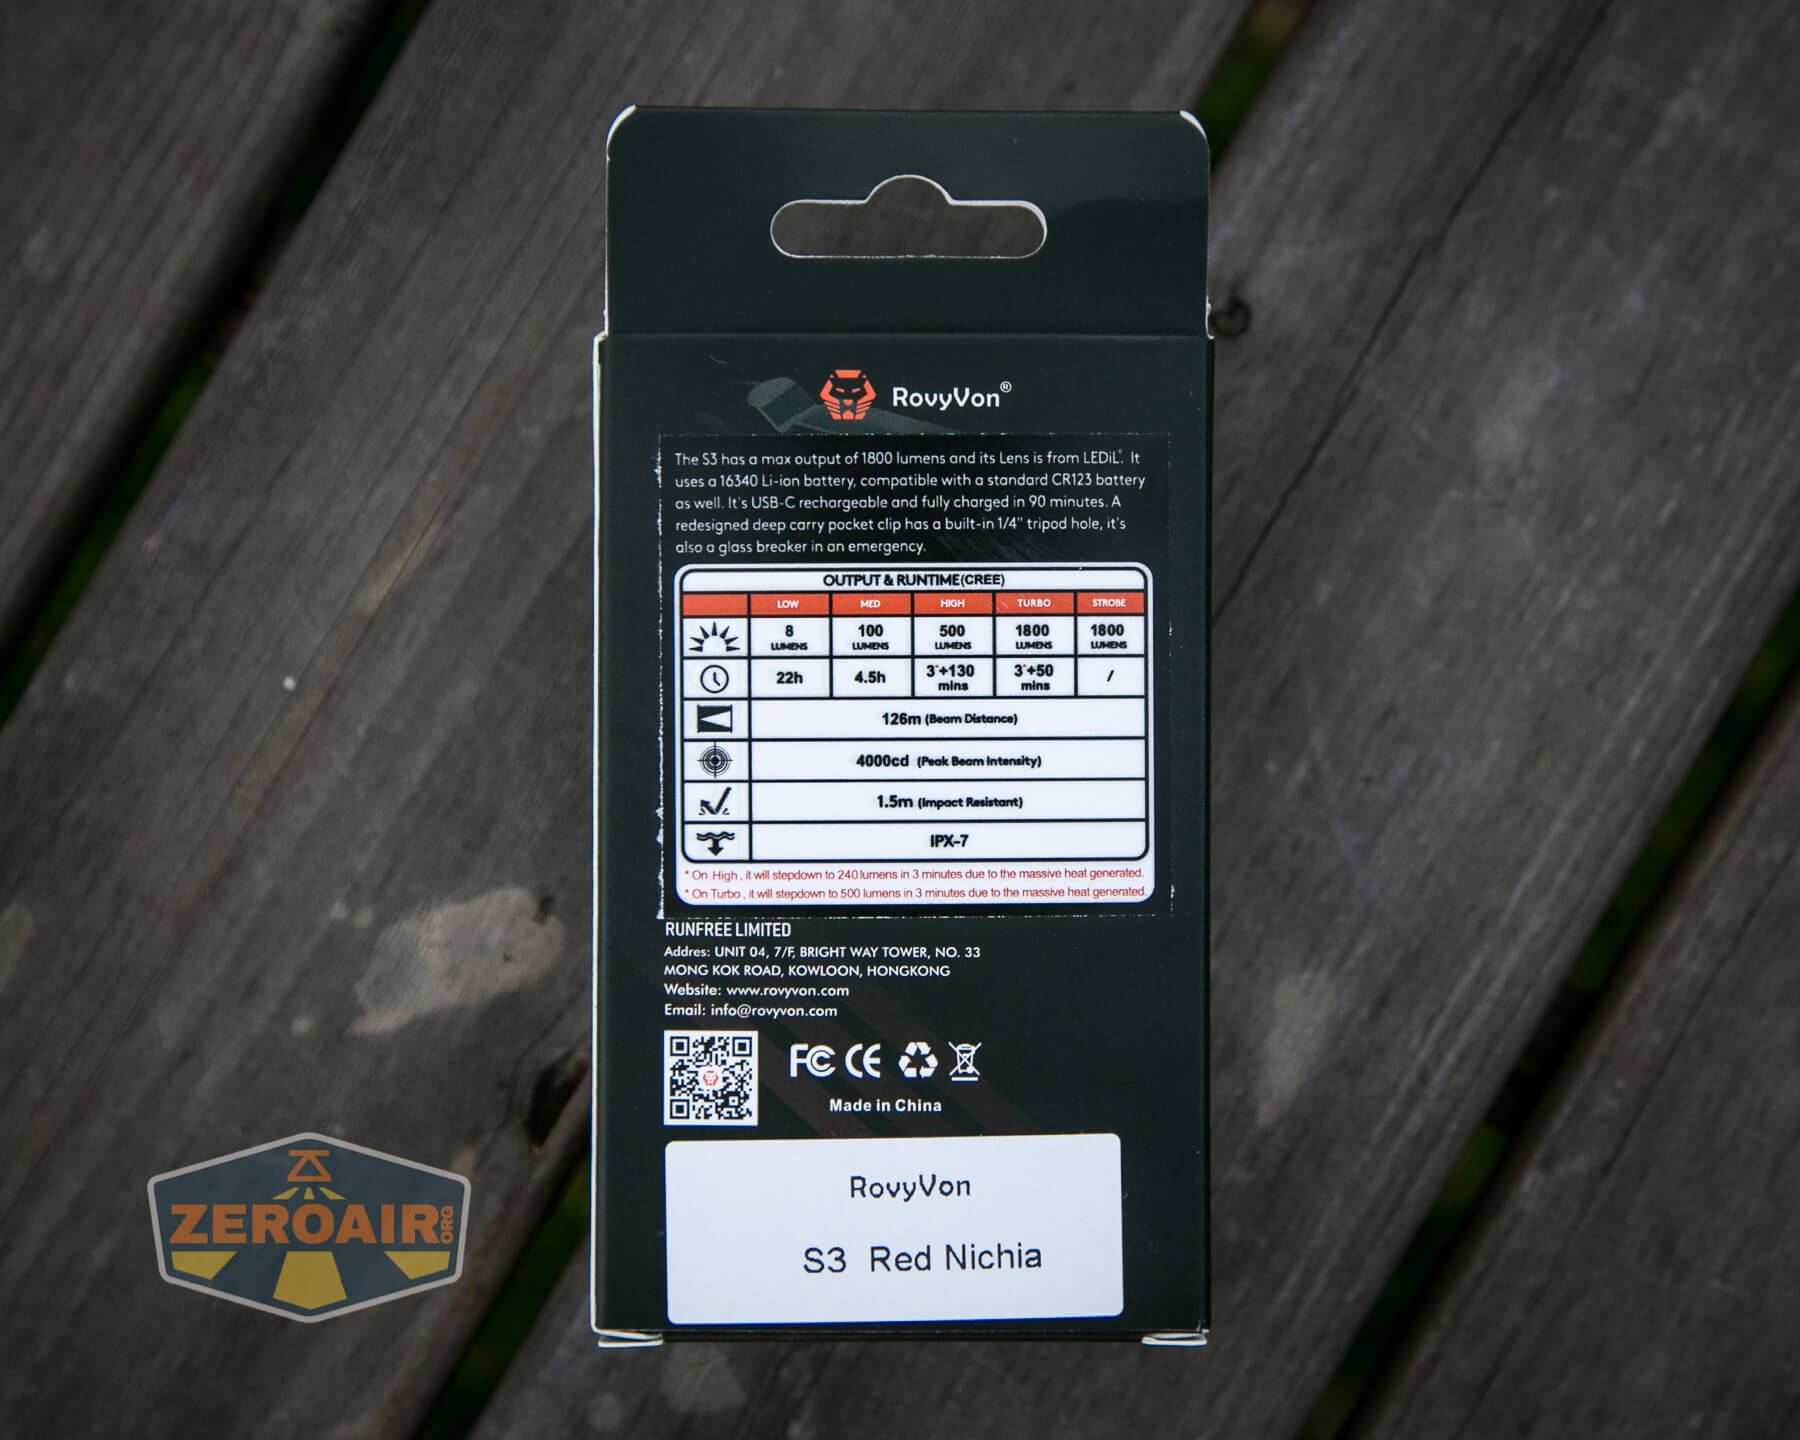 RovyVon®
The S3 has a max output of 1800 lumens and its Lens is from LEDiL®. It
uses a 16340 Li-ion battery, compatible with a standard CR123 battery
as well. It's USB-C rechargeable and fully charged in 90 minutes. A
redesigned deep carry pocket clip has a built-in 1/4" tripod hole, it's
also a glass breaker in an emergency.
OUTPUT & RUNTIME(CREE)
LOW MED HIGH TURBO STROBE
8 LUMENS 100 LUMENS 500 LUMENS 1800 LUMENS 1800 LUMENS
22h 4.5h 3*+130 mins 3*+50 mins /
126m (Beam Distance)
4000cd (Peak Beam Intensity)
1.5m (Impact Resistant)
IPX-7
* On High , it will stepdown to 240 lumens in 3 minutes due to the massive heat generated.
* On Turbo , it will stepdown to 500 lumens in 3 minutes due to the massive heat generated.
RUNFREE LIMITED
Addres: UNIT 04, 7/F, BRIGHT WAY TOWER, NO. 33
MONG KOK ROAD, KOWLOON, HONGKONG
Website: www.rovyvon.com
Email: info@rovyvon.com
FC CE
Made in China
RovyVon
S3 Red Nichia
ZEROAIR.ORG